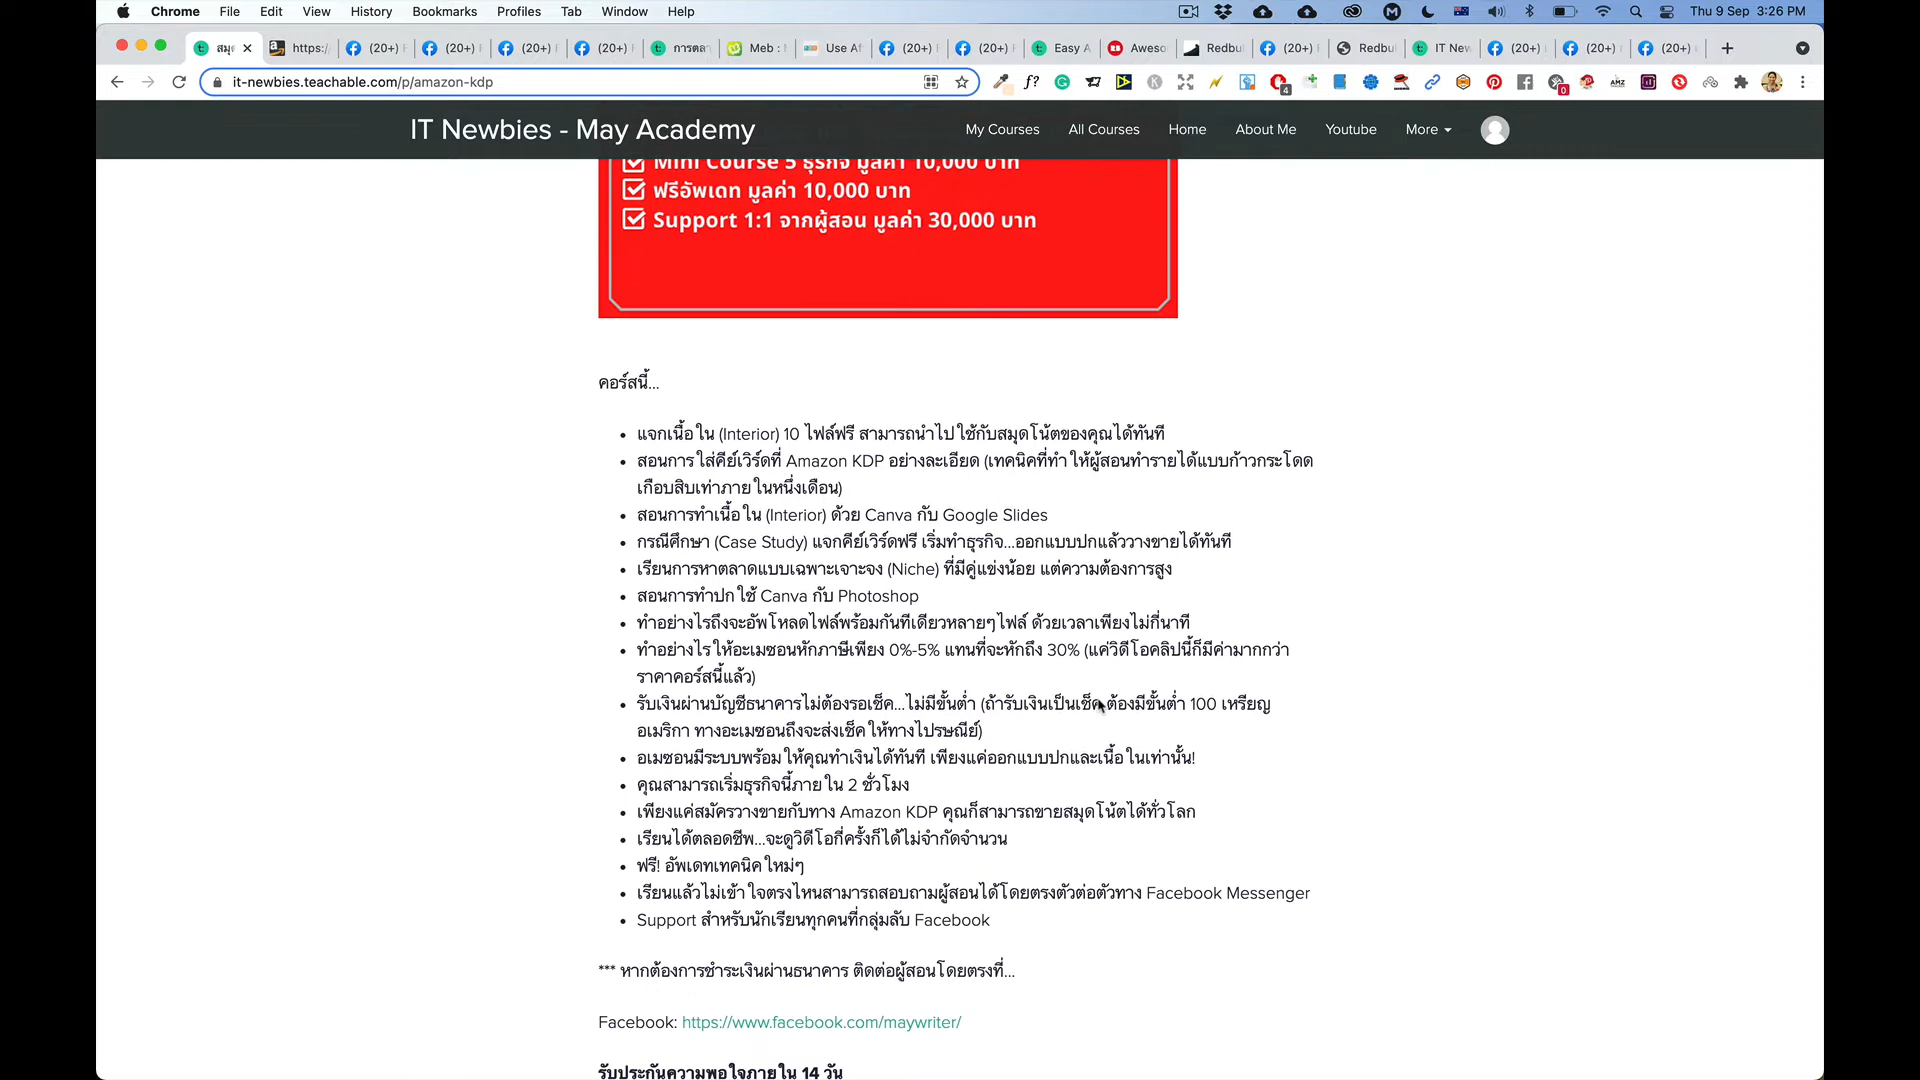 Chrome File Edit View History Bookmarks Profiles Tab Window Help Thu 9 Sep 3:26 PM
https:/ (20+) (20+) (20+) (20+) การตลา Meb : Use Af (20+) (20+) Easy A Aweso Redbu (20+) Redbu IT New (20+) (20+) (20+)
it-newbies.teachable.com/p/amazon-kdp
IT Newbies - May Academy My Courses All Courses Home About Me Youtube More
Mini Course 5 ธุรกิจ มูลค่า 10,000 บาท
ฟรีอัพเดท มูลค่า 10,000 บาท
Support 1:1 จากผู้สอน มูลค่า 30,000 บาท
คอร์สนี้...
• แจกเนื้อใน (Interior) 10 ไฟล์ฟรี สามารถนำไปใช้กับสมุดโน้ตของคุณได้ทันที
• สอนการใส่คีย์เวิร์ดที่ Amazon KDP อย่างละเอียด (เทคนิคที่ทำให้ผู้สอนทำรายได้แบบก้าวกระโดด
เกือบสิบเท่าภายในหนึ่งเดือน)
• สอนการทำเนื้อใน (Interior) ด้วย Canva กับ Google Slides
• กรณีศึกษา (Case Study) แจกคีย์เวิร์ดฟรี เริ่มทำธุรกิจ...ออกแบบปกแล้ววางขายได้ทันที
• เรียนการหาตลาดแบบเฉพาะเจาะจง (Niche) ที่มีคู่แข่งน้อย แต่ความต้องการสูง
• สอนการทำปกใช้ Canva กับ Photoshop
• ทำอย่างไรถึงจะอัพโหลดไฟล์พร้อมกันทีเดียวหลายๆไฟล์ ด้วยเวลาเพียงไม่กี่นาที
• ทำอย่างไรให้อะเมซอนหักภาษีเพียง 0%-5% แทนที่จะหักถึง 30% (แค่วิดีโอคลิปนี้ก็มีค่ามากกว่า
ราคาคอร์สนี้แล้ว)
• รับเงินผ่านบัญชีธนาคารไม่ต้องรอเช็ค...ไม่มีขั้นต่ำ (ถ้ารับเงินเป็นเช็ค ต้องมีขั้นต่ำ 100 เหรียญ
อเมริกา ทางอะเมซอนถึงจะส่งเช็คให้ทางไปรษณีย์)
• อเมซอนมีระบบพร้อมให้คุณทำเงินได้ทันที เพียงแค่ออกแบบปกและเนื้อในเท่านั้น!
• คุณสามารถเริ่มธุรกิจนี้ภายใน 2 ชั่วโมง
• เพียงแค่สมัครวางขายกับทาง Amazon KDP คุณก็สามารถขายสมุดโน้ตได้ทั่วโลก
• เรียนได้ตลอดชีพ...จะดูวิดีโอกี่ครั้งก็ได้ไม่จำกัดจำนวน
• ฟรี! อัพเดทเทคนิคใหม่ๆ
• เรียนแล้วไม่เข้าใจตรงไหนสามารถสอบถามผู้สอนได้โดยตรงตัวต่อตัวทาง Facebook Messenger
• Support สำหรับนักเรียนทุกคนที่กลุ่มลับ Facebook
*** หากต้องการชำระเงินผ่านธนาคาร ติดต่อผู้สอนโดยตรงที่...
Facebook: https://www.facebook.com/maywriter/
รับประกันความพอใจภายใน 14 วัน